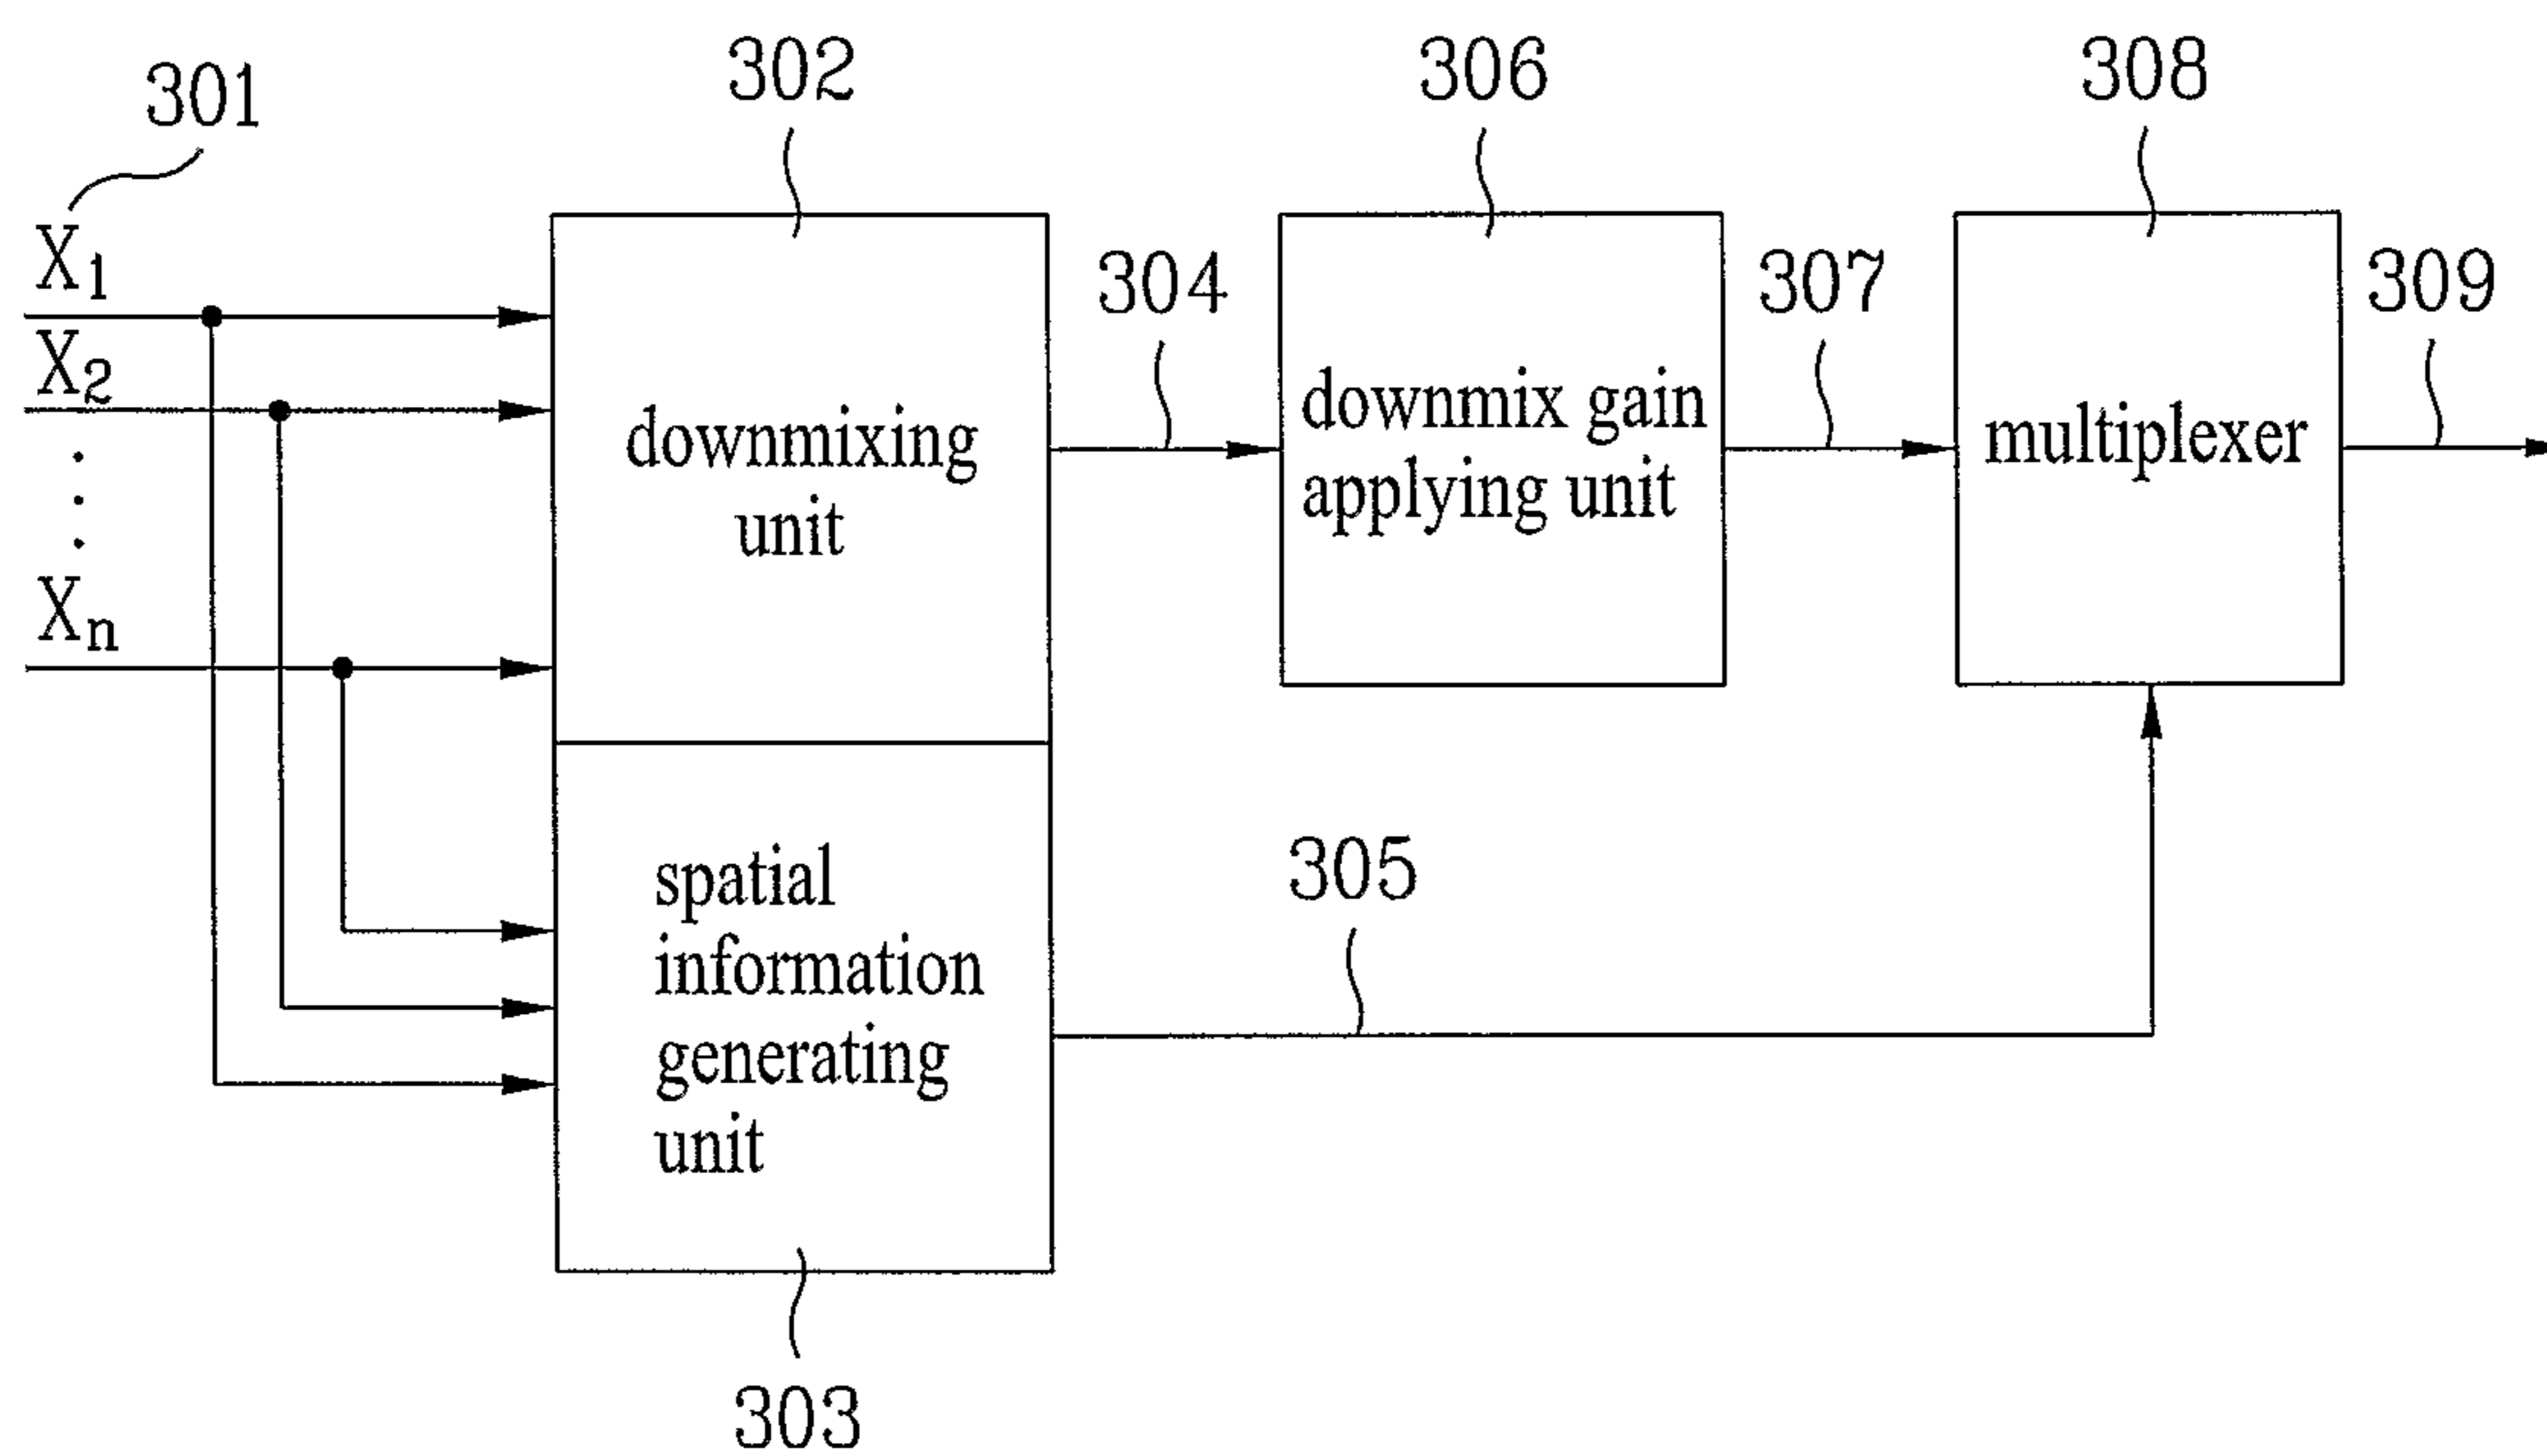 301
302
306
308
X1
X2
Xn
304
307
309
downmixing
unit
downmix gain
applying unit
multiplexer
spatial
information
generating
unit
305
303